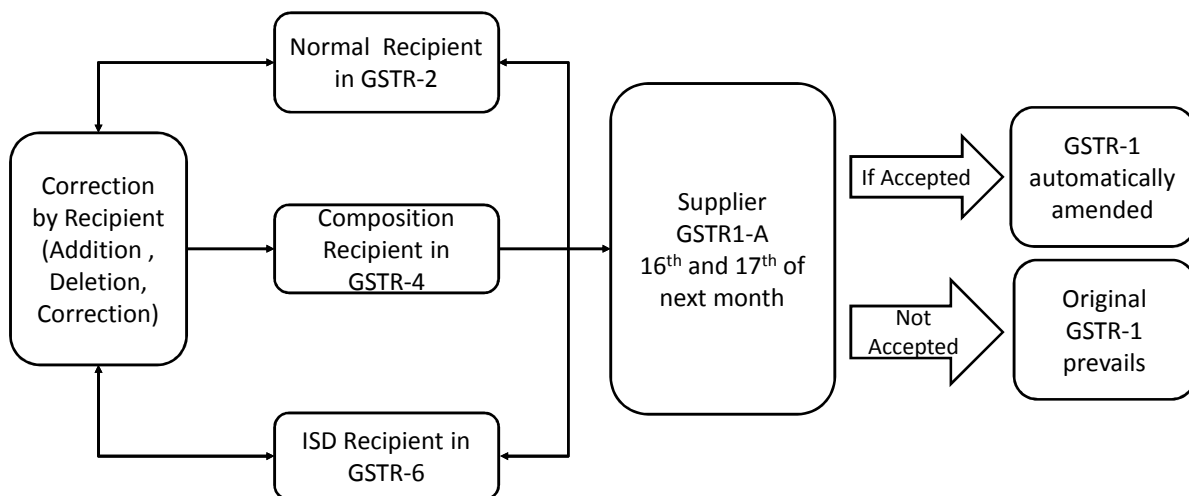 Normal Recipient
in GSTR-2
Correction
by Recipient
(Addition ,
Deletion,
Correction)
Composition
Recipient in
GSTR-4
ISD Recipient in
GSTR-6
Supplier
GSTR1-A
16th and 17th of
next month
If Accepted
GSTR-1
automatically
amended
Not
Accepted
Original
GSTR-1
prevails